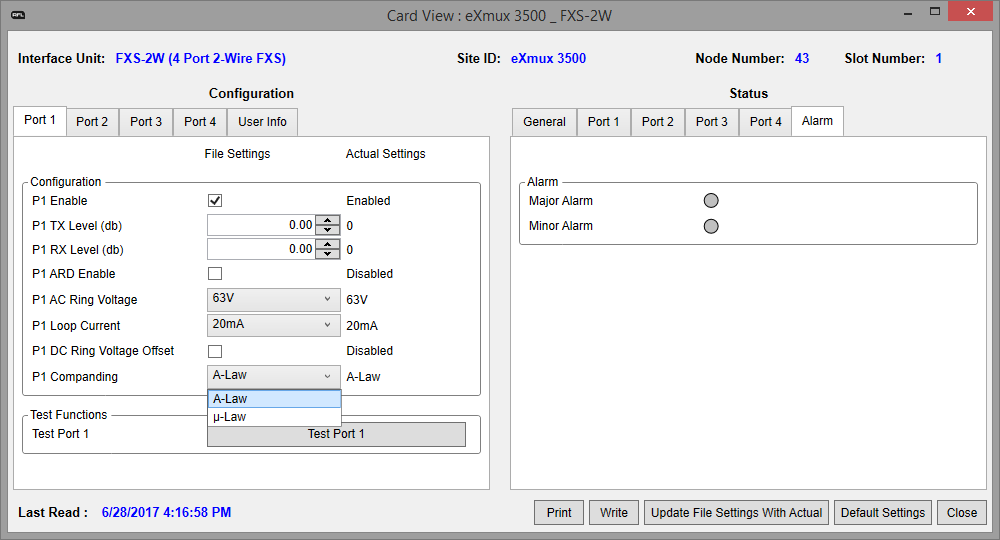 AFL
Card View : eXmux 3500 _ FXS-2W
Interface Unit: FXS-2W (4 Port 2-Wire FXS) Site ID: eXmux 3500 Node Number: 43 Slot Number: 1
Configuration
Port 1 Port 2 Port 3 Port 4 User Info
File Settings Actual Settings
Configuration
P1 Enable Enabled
P1 TX Level (db) 0.00 0
P1 RX Level (db) 0.00 0
P1 ARD Enable Disabled
P1 AC Ring Voltage 63V 63V
P1 Loop Current 20mA 20mA
P1 DC Ring Voltage Offset Disabled
P1 Companding A-Law A-Law
A-Law
μ-Law
Test Functions
Test Port 1 Test Port 1
Status
General Port 1 Port 2 Port 3 Port 4 Alarm
Alarm
Major Alarm
Minor Alarm
Last Read : 6/28/2017 4:16:58 PM
Print Write Update File Settings With Actual Default Settings Close